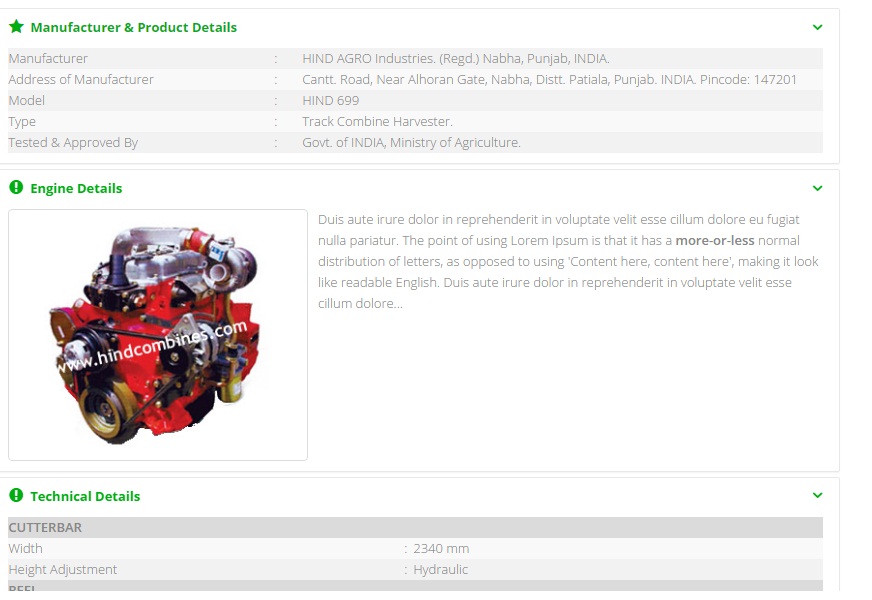 Manufacturer & Product Details
Manufacturer : HIND AGRO Industries. (Regd.) Nabha, Punjab, INDIA.
Address of Manufacturer : Cantt. Road, Near Alhoran Gate, Nabha, Distt. Patiala, Punjab. INDIA. Pincode: 147201
Model : HIND 699
Type : Track Combine Harvester.
Tested & Approved By : Govt. of INDIA, Ministry of Agriculture.
Engine Details
www.hindcombines.com
Duis aute irure dolor in reprehenderit in voluptate velit esse cillum dolore eu fugiat
nulla pariatur. The point of using Lorem Ipsum is that it has a more-or-less normal
distribution of letters, as opposed to using 'Content here, content here', making it look
like readable English. Duis aute irure dolor in reprehenderit in voluptate velit esse
cillum dolore...
Technical Details
CUTTERBAR
Width : 2340 mm
Height Adjustment : Hydraulic
REEL